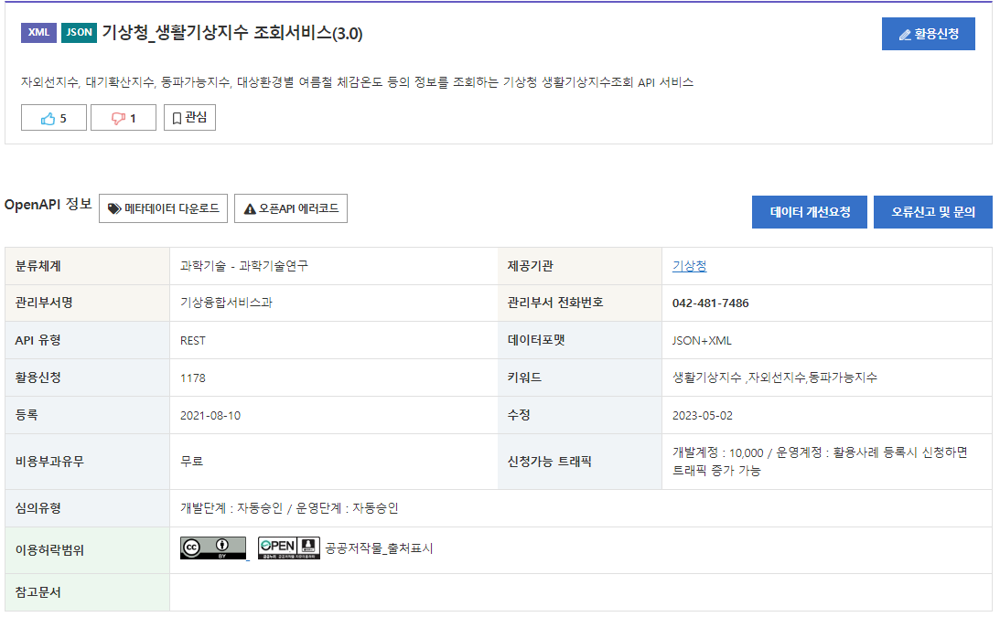 XML JSON 기상청_생활기상지수 조회서비스(3.0)
활용신청
자외선지수, 대기확산지수, 동파가능지수, 대상환경별 여름철 체감온도 등의 정보를 조회하는 기상청 생활기상지수조회 API 서비스
5 1 관심
OpenAPI 정보 메타데이터 다운로드 오픈API 에러코드 데이터 개선요청 오류신고 및 문의
분류체계 과학기술 - 과학기술연구 제공기관 기상청
관리부서명 기상융합서비스과 관리부서 전화번호 042-481-7486
API 유형 REST 데이터포맷 JSON+XML
활용신청 1178 키워드 생활기상지수 ,자외선지수,동파가능지수
등록 2021-08-10 수정 2023-05-02
비용부과유무 무료 신청가능 트래픽 개발계정 : 10,000 / 운영계정 : 활용사례 등록시 신청하면
트래픽 증가 가능
심의유형 개발단계 : 자동승인 / 운영단계 : 자동승인
이용허락범위 cc BY OPEN 공공저작물_출처표시
참고문서